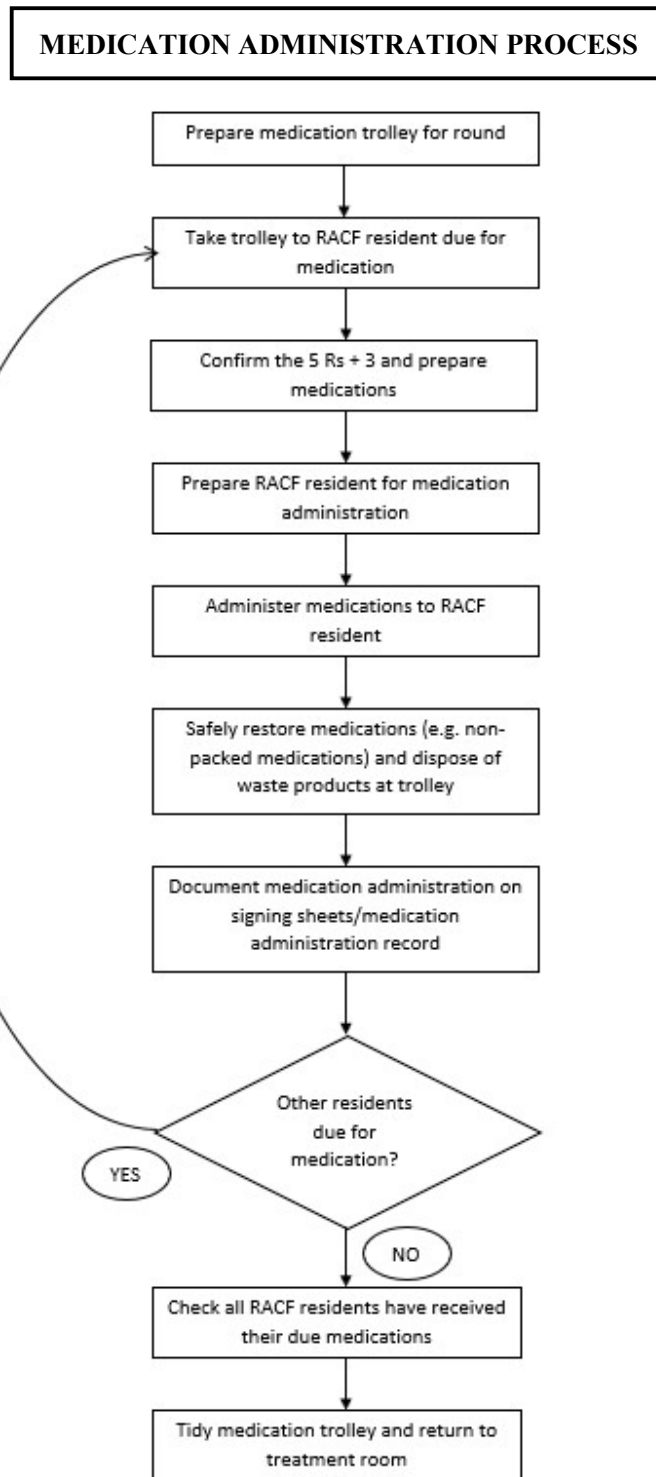 MEDICATION ADMINISTRATION PROCESS
Prepare medication trolley for round
Take trolley to RACF resident due for
medication
Confirm the 5 Rs + 3 and prepare
medications
Prepare RACF resident for medication
administration
Administer medications to RACF
resident
Safely restore medications (e.g. non-
packed medications) and dispose of
waste products at trolley
Document medication administration on
signing sheets/medication
administration record
Other residents
due for
medication?
YES
NO
Check all RACF residents have received
their due medications
Tidy medication trolley and return to
treatment room